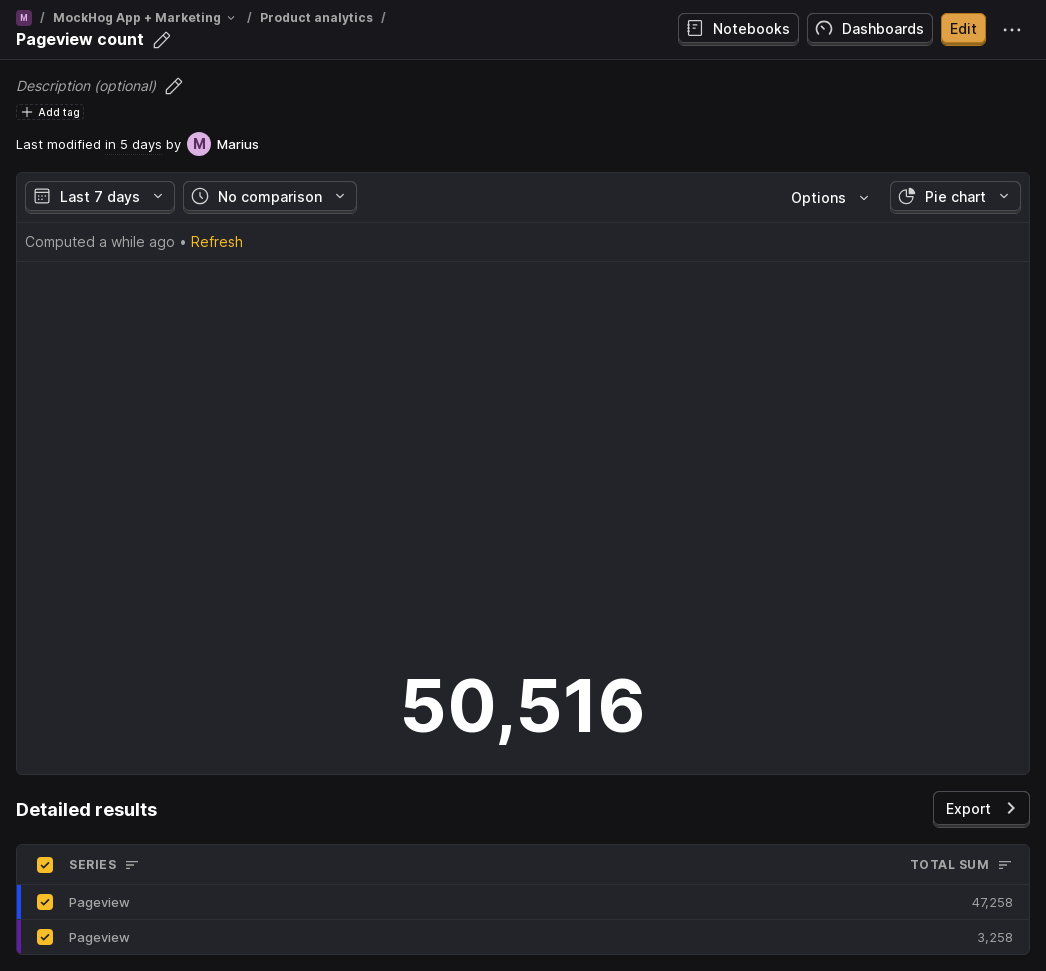 M / MockHog App + Marketing / Product analytics /
Pageview count
Notebooks
Dashboards
Edit
Description (optional)
Add tag
Last modified in 5 days by M Marius
Last 7 days
No comparison
Options
Pie chart
Computed a while ago • Refresh
50,516
Detailed results
Export
SERIES TOTAL SUM
Pageview 47,258
Pageview 3,258